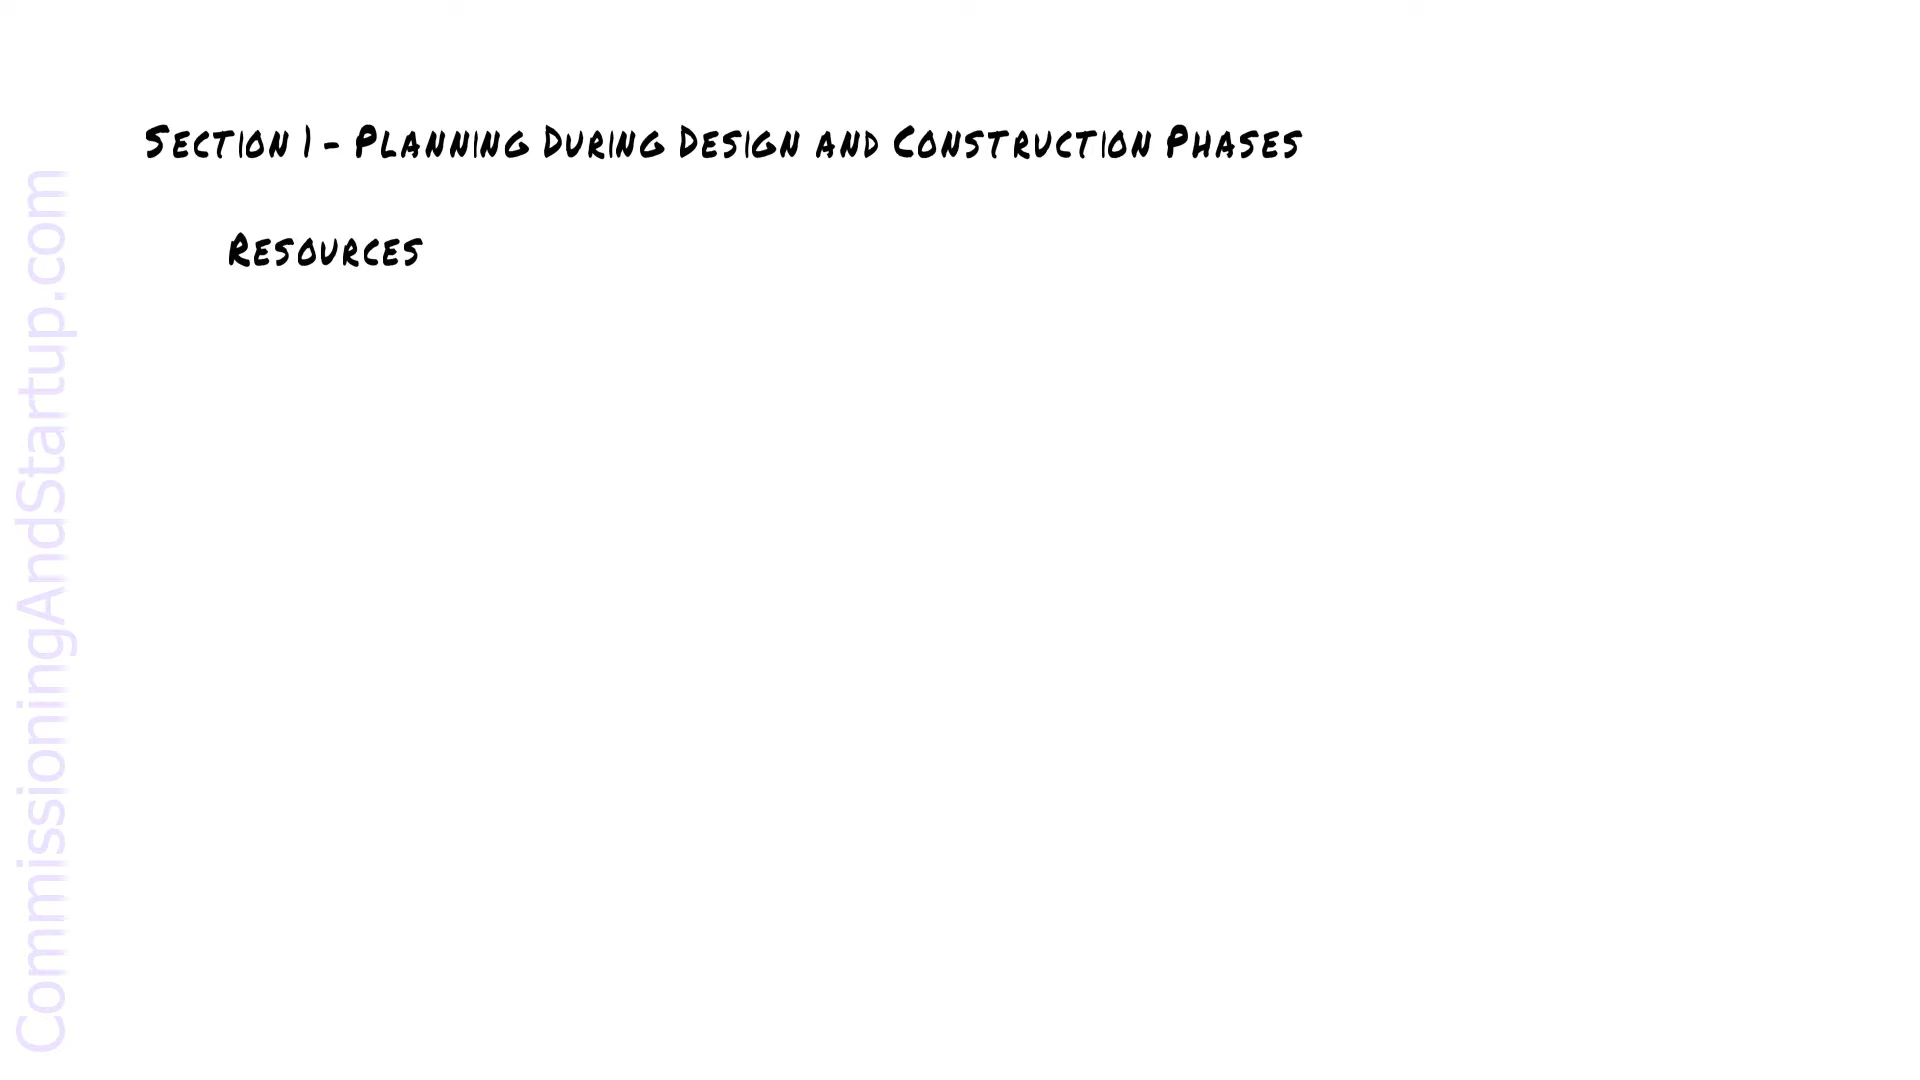 Section 1 - Planning During Design and Construction Phases
Resources
CommissioningAndStartup.com